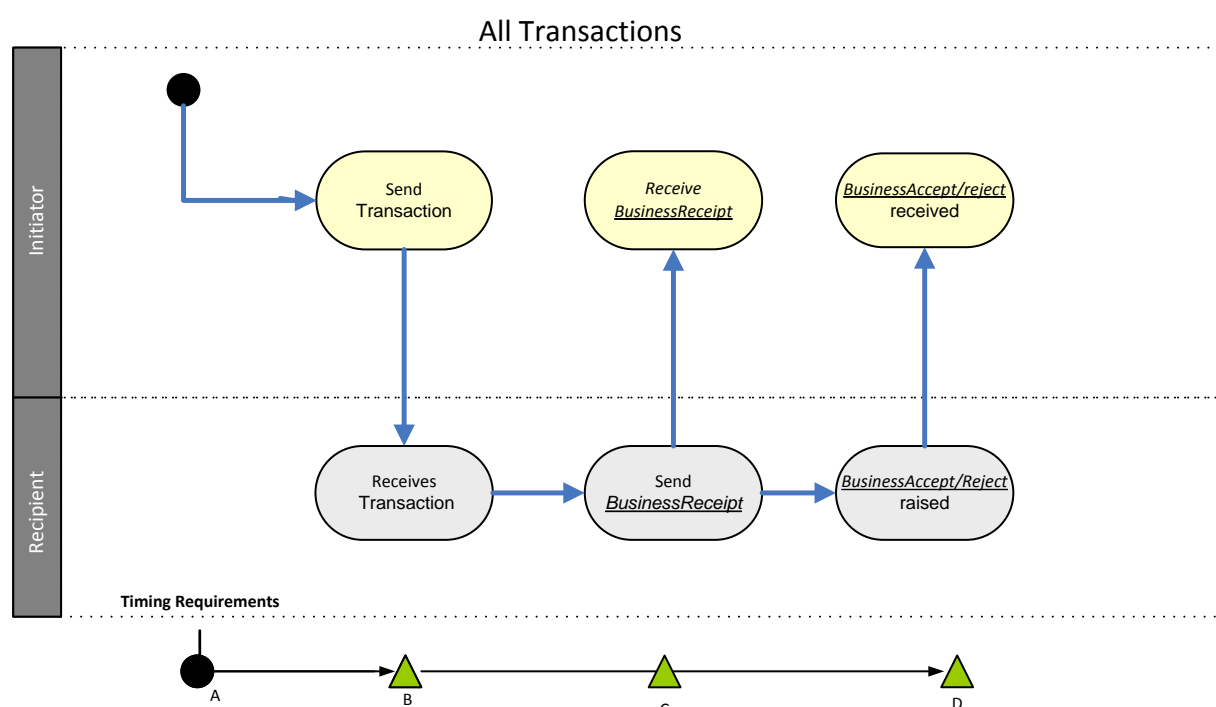 All Transactions
Initiator
Send
Transaction
Receive
BusinessReceipt
BusinessAccept/reject
received
Recipient
Receives
Transaction
Send
BusinessReceipt
BusinessAccept/Reject
raised
Timing Requirements
A
B
D